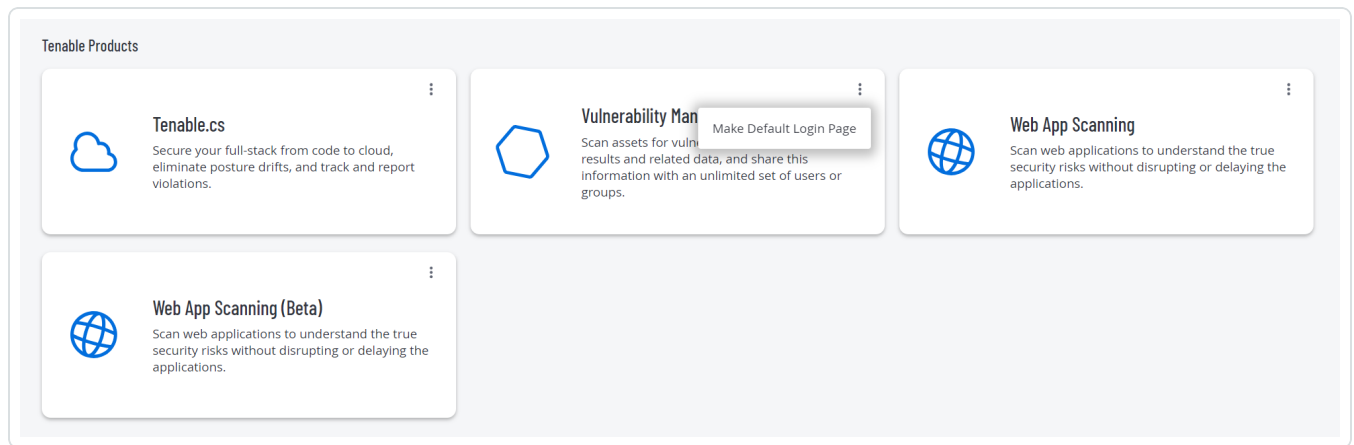 Tenable Products
Tenable.cs
Secure your full-stack from code to cloud,
eliminate posture drifts, and track and report
violations.
Vulnerability Man
Make Default Login Page
Scan assets for vulne
results and related data, and share this
information with an unlimited set of users or
groups.
Web App Scanning
Scan web applications to understand the true
security risks without disrupting or delaying the
applications.
Web App Scanning (Beta)
Scan web applications to understand the true
security risks without disrupting or delaying the
applications.